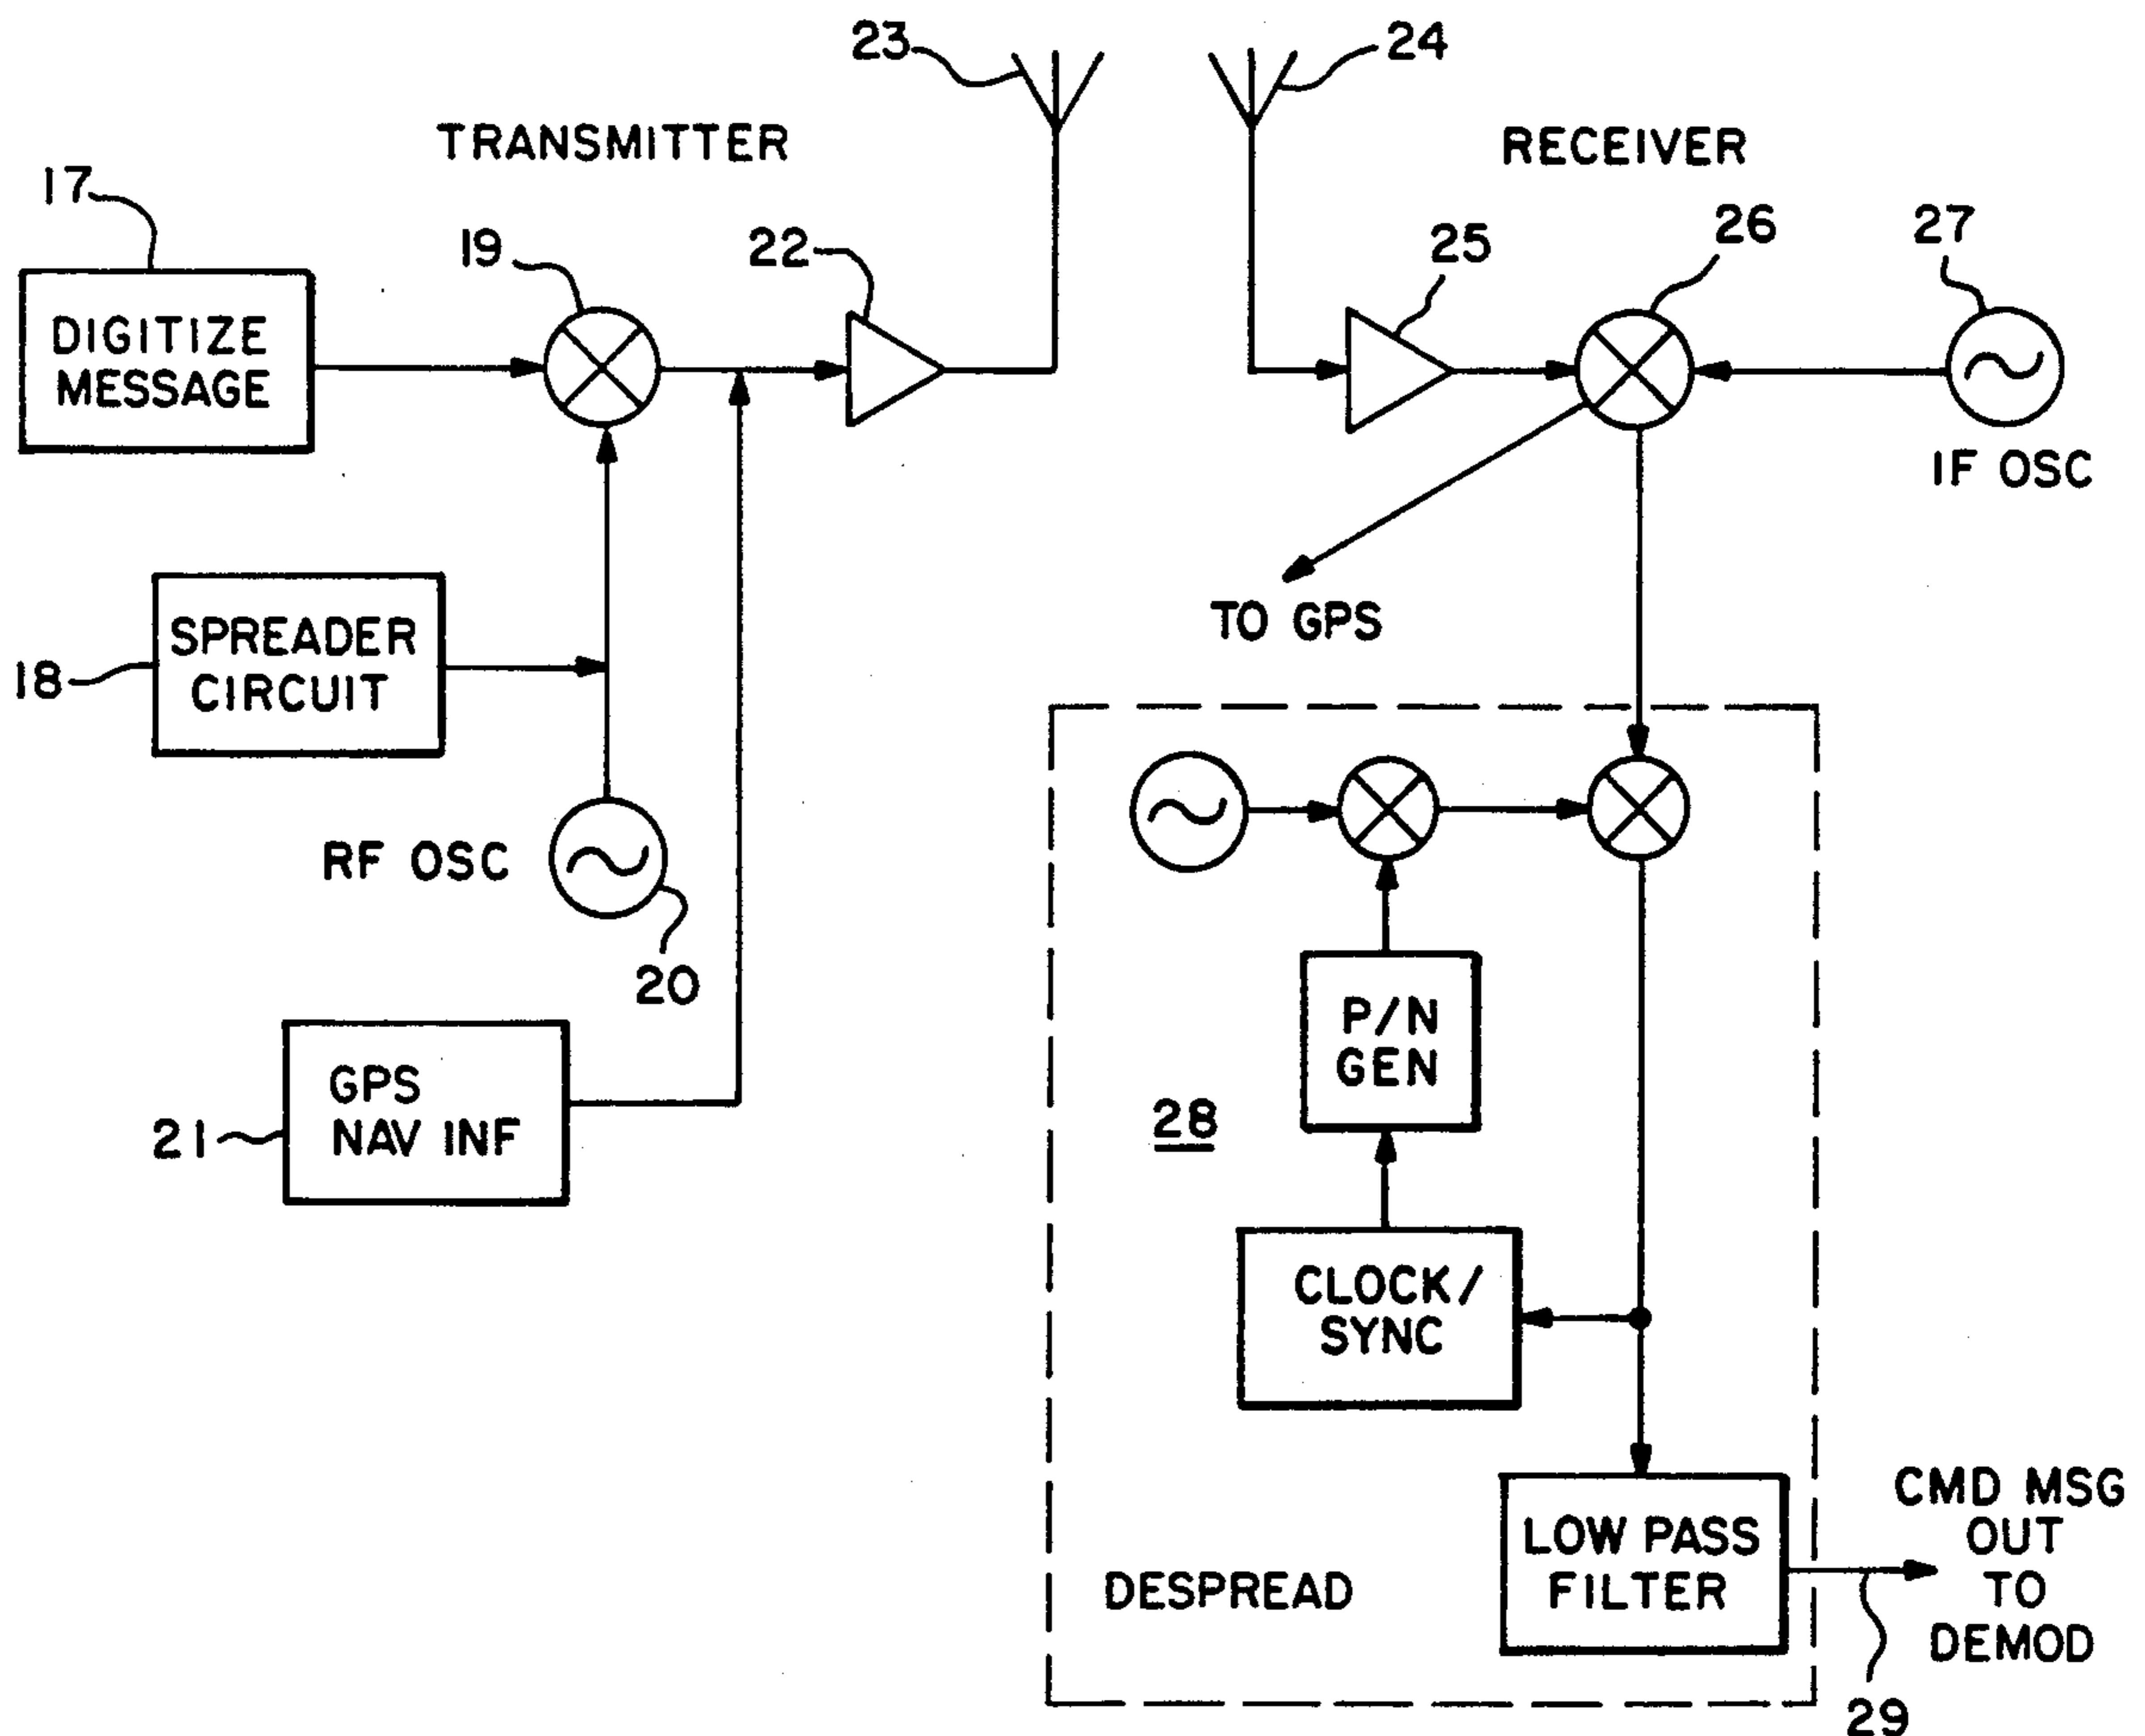 23
24
TRANSMITTER
RECEIVER
17
19
22
25
26
27
DIGITIZE
MESSAGE
IF OSC
TO GPS
18
SPREADER
CIRCUIT
RF OSC
20
21
GPS
NAV INF
P/N
GEN
28
CLOCK/
SYNC
LOW PASS
FILTER
DESPREAD
CMD MSG
OUT
TO
DEMOD
29